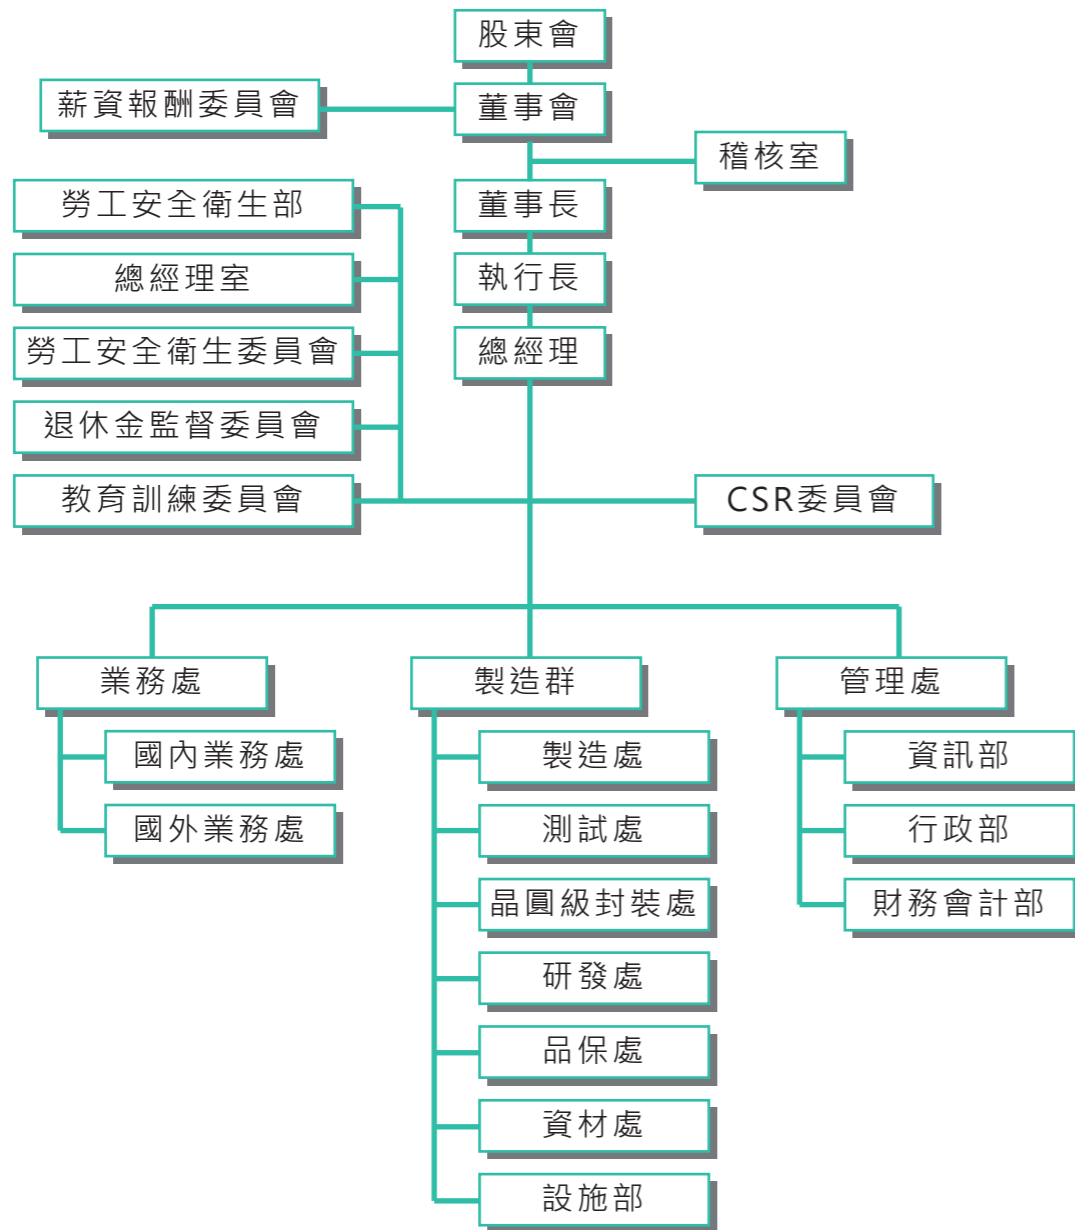 股東會
薪資報酬委員會
董事會
稽核室
勞工安全衛生部
董事長
總經理室
執行長
勞工安全衛生委員會
總經理
退休金監督委員會
教育訓練委員會
CSR委員會
業務處
國內業務處
國外業務處
製造群
製造處
測試處
晶圓級封裝處
研發處
品保處
資材處
設施部
管理處
資訊部
行政部
財務會計部